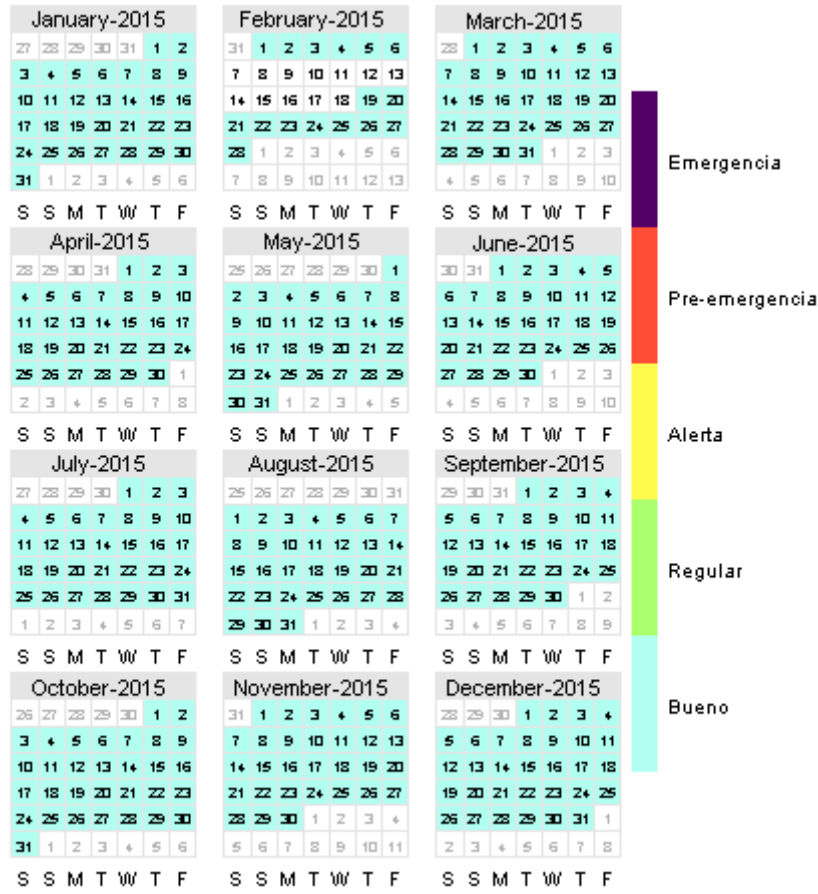 January-2015
27 28 29 30 31 1 2
3 4 5 6 7 8 9
10 11 12 13 14 15 16
17 18 19 20 21 22 23
24 25 26 27 28 29 30
31 1 2 3 4 5 6
S S M T W T F
February-2015
31 1 2 3 4 5 6
7 8 9 10 11 12 13
14 15 16 17 18 19 20
21 22 23 24 25 26 27
28 1 2 3 4 5 6
7 8 9 10 11 12 13
S S M T W T F
March-2015
28 1 2 3 4 5 6
7 8 9 10 11 12 13
14 15 16 17 18 19 20
21 22 23 24 25 26 27
28 29 30 31 1 2 3
4 5 6 7 8 9 10
S S M T W T F
April-2015
28 29 30 31 1 2 3
4 5 6 7 8 9 10
11 12 13 14 15 16 17
18 19 20 21 22 23 24
25 26 27 28 29 30 1
2 3 4 5 6 7 8
S S M T W T F
May-2015
25 26 27 28 29 30 1
2 3 4 5 6 7 8
9 10 11 12 13 14 15
16 17 18 19 20 21 22
23 24 25 26 27 28 29
30 31 1 2 3 4 5
S S M T W T F
June-2015
30 31 1 2 3 4 5
6 7 8 9 10 11 12
13 14 15 16 17 18 19
20 21 22 23 24 25 26
27 28 29 30 1 2 3
4 5 6 7 8 9 10
S S M T W T F
July-2015
27 28 29 30 1 2 3
4 5 6 7 8 9 10
11 12 13 14 15 16 17
18 19 20 21 22 23 24
25 26 27 28 29 30 31
1 2 3 4 5 6 7
S S M T W T F
August-2015
25 26 27 28 29 30 31
1 2 3 4 5 6 7
8 9 10 11 12 13 14
15 16 17 18 19 20 21
22 23 24 25 26 27 28
29 30 31 1 2 3 4
S S M T W T F
September-2015
29 30 31 1 2 3 4
5 6 7 8 9 10 11
12 13 14 15 16 17 18
19 20 21 22 23 24 25
26 27 28 29 30 1 2
3 4 5 6 7 8 9
S S M T W T F
October-2015
26 27 28 29 30 1 2
3 4 5 6 7 8 9
10 11 12 13 14 15 16
17 18 19 20 21 22 23
24 25 26 27 28 29 30
31 1 2 3 4 5 6
S S M T W T F
November-2015
31 1 2 3 4 5 6
7 8 9 10 11 12 13
14 15 16 17 18 19 20
21 22 23 24 25 26 27
28 29 30 1 2 3 4
5 6 7 8 9 10 11
S S M T W T F
December-2015
28 29 30 1 2 3 4
5 6 7 8 9 10 11
12 13 14 15 16 17 18
19 20 21 22 23 24 25
26 27 28 29 30 31 1
2 3 4 5 6 7 8
S S M T W T F
Emergencia
Pre-emergencia
Alerta
Regular
Bueno